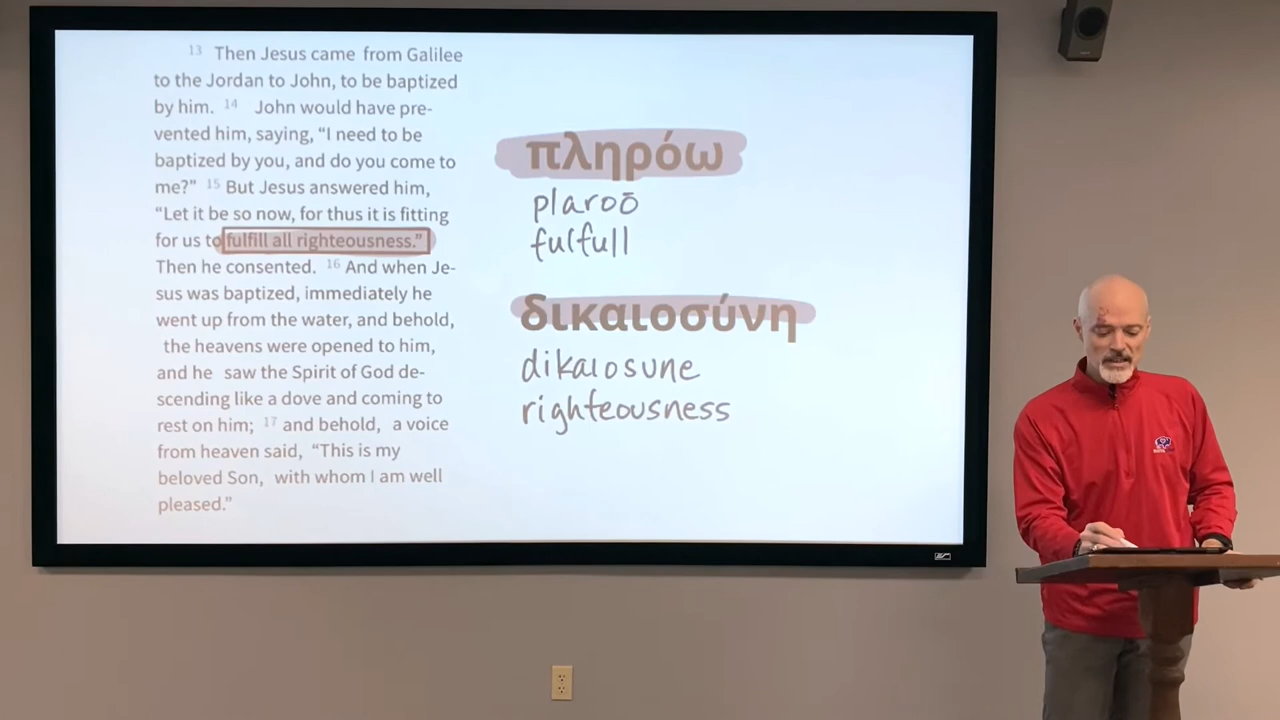 13 Then Jesus came from Galilee
to the Jordan to John, to be baptized
by him. 14 John would have pre-
vented him, saying, “I need to be
baptized by you, and do you come to
me?” 15 But Jesus answered him,
“Let it be so now, for thus it is fitting
for us to fulfill all righteousness.”
Then he consented. 16 And when Je-
sus was baptized, immediately he
went up from the water, and behold,
the heavens were opened to him,
and he saw the Spirit of God de-
scending like a dove and coming to
rest on him; 17 and behold, a voice
from heaven said, “This is my
beloved Son, with whom I am well
pleased.”
πληρόω
plaroō
fulfull
δικαιοσύνη
dikaiosune
righteousness